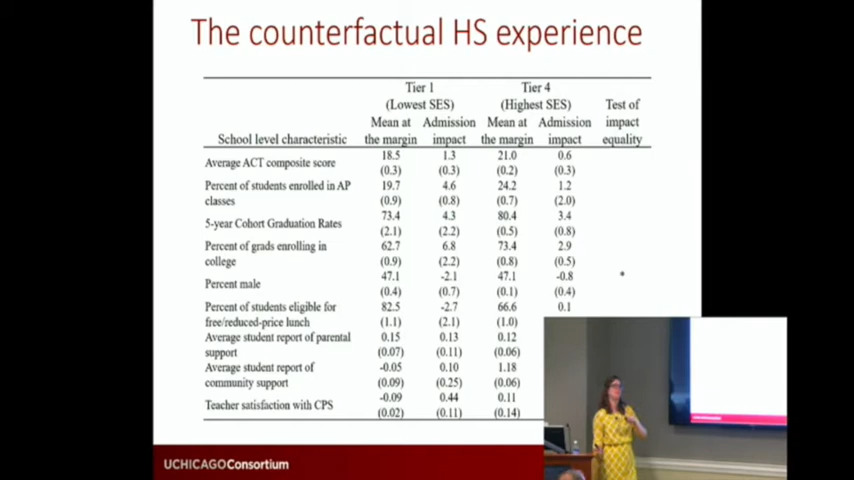 The counterfactual HS experience
Tier 1 Tier 4
(Lowest SES) (Highest SES) Test of
Mean at Admission Mean at Admission impact
School level characteristic the margin impact the margin impact equality
Average ACT composite score 18.5 1.3 21.0 0.6
(0.3) (0.3) (0.2) (0.3)
Percent of students enrolled in AP 19.7 4.6 24.2 1.2
classes (0.9) (0.8) (0.7) (2.0)
5-year Cohort Graduation Rates 73.4 4.3 80.4 3.4
(2.1) (2.2) (0.5) (0.8)
Percent of grads enrolling in 62.7 6.8 73.4 2.9
college (0.9) (2.2) (0.8) (0.5)
Percent male 47.1 -2.1 47.1 -0.8 *
(0.4) (0.7) (0.1) (0.4)
Percent of students eligible for 82.5 -2.7 66.6 0.1
free/reduced-price lunch (1.1) (2.1) (1.0)
Average student report of parental 0.15 0.13 0.12
support (0.07) (0.11) (0.06)
Average student report of -0.05 0.10 1.18
community support (0.09) (0.25) (0.06)
Teacher satisfaction with CPS -0.09 0.44 0.11
(0.02) (0.11) (0.14)
UCHICAGOConsortium